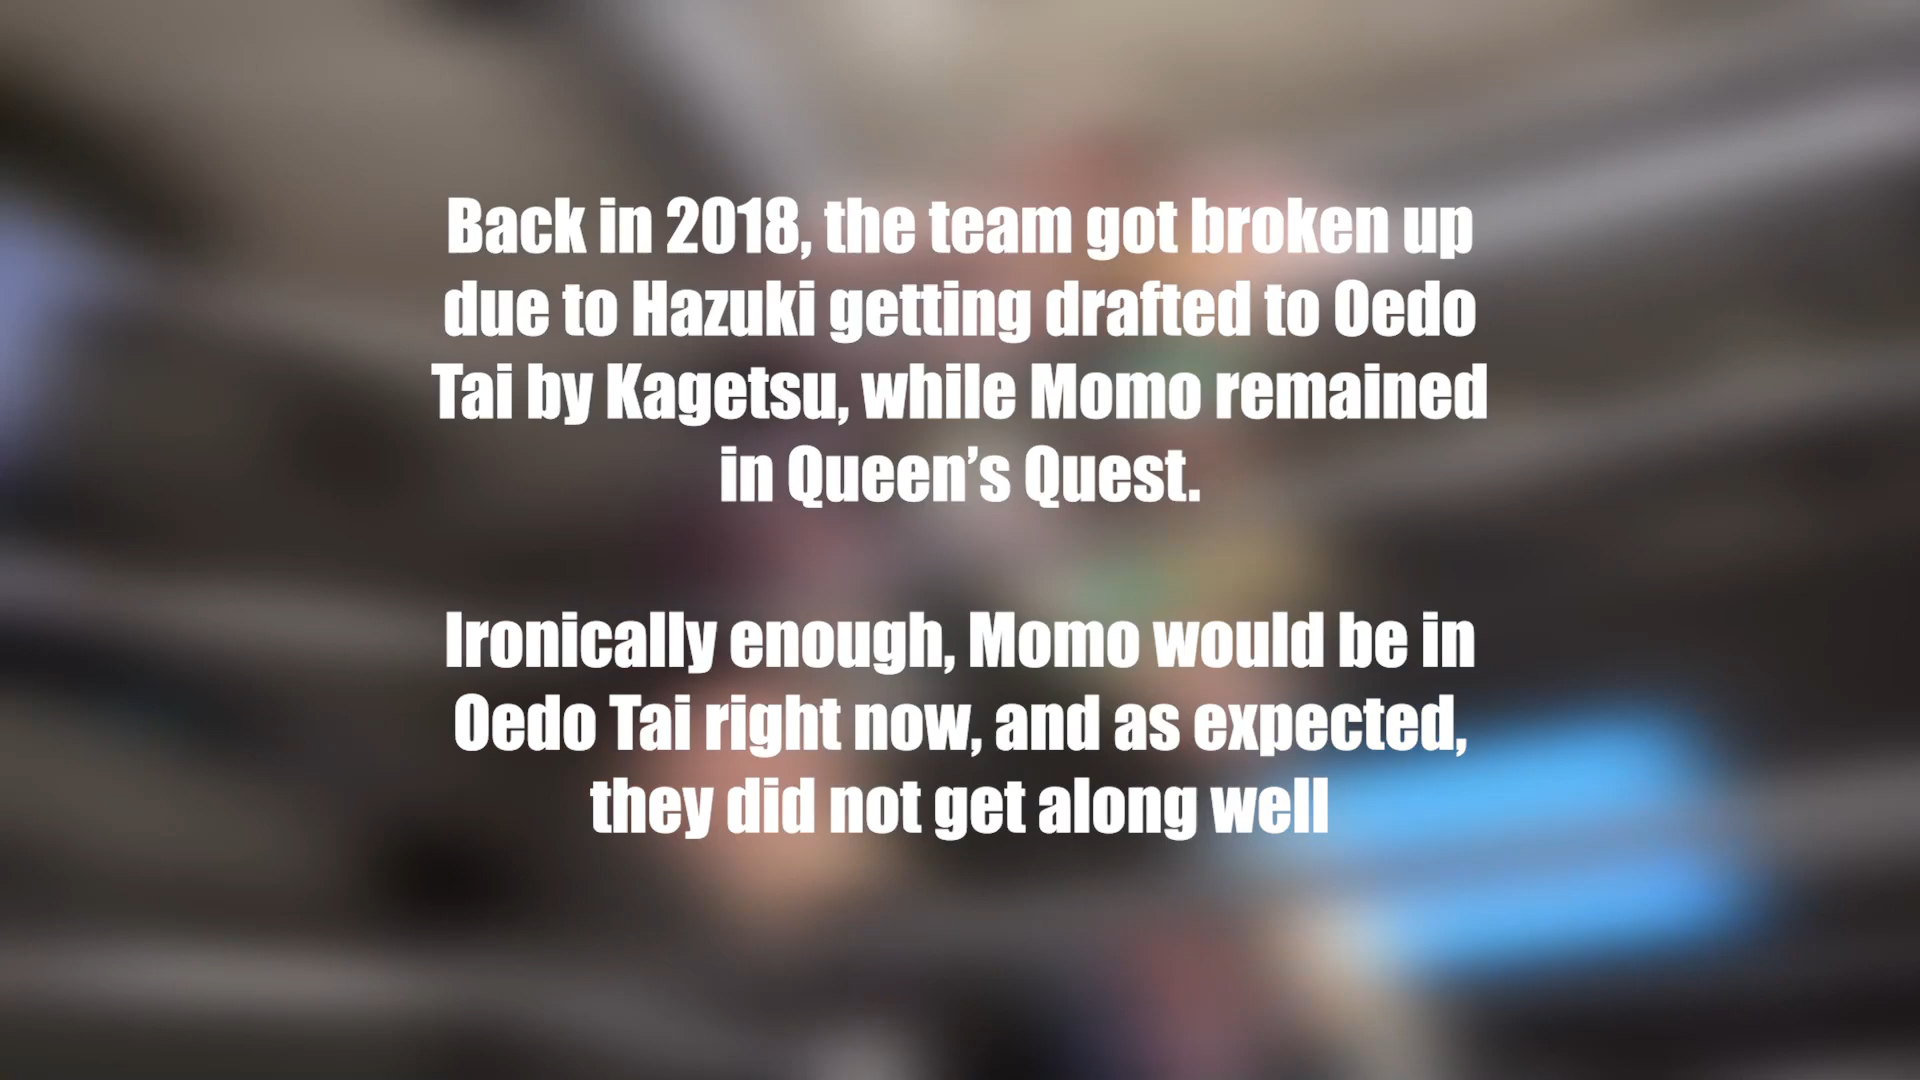 Back in 2018, the team got broken up
due to Hazuki getting drafted to Oedo
Tai by Kagetsu, while Momo remained
in Queen’s Quest.
Ironically enough, Momo would be in
Oedo Tai right now, and as expected,
they did not get along well